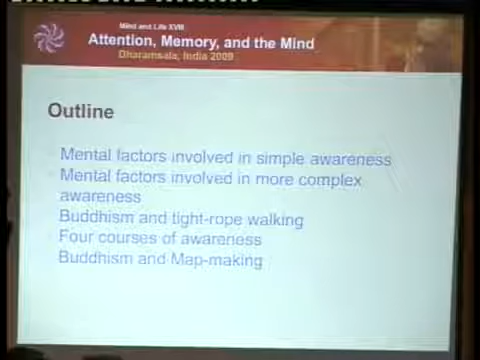 Mind and Life XVIII
Attention, Memory, and the Mind
Dharamsala, India 2009
Outline
Mental factors involved in simple awareness
Mental factors involved in more complex
awareness
Buddhism and tight-rope walking
Four courses of awareness
Buddhism and Map-making